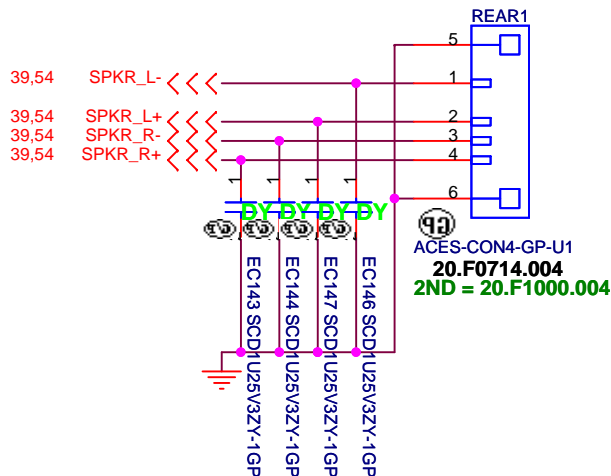 REAR1
5
39,54 SPKR_L- 1
39,54 SPKR_L+ 2
39,54 SPKR_R- 3
39,54 SPKR_R+ 4
1 1 1 1
6
DY DY DY DY
GP
ACES-CON4-GP-U1
20.F0714.004
2ND = 20.F1000.004
EC143 SCD1U25V3ZY-1GP
EC144 SCD1U25V3ZY-1GP
EC147 SCD1U25V3ZY-1GP
EC146 SCD1U25V3ZY-1GP